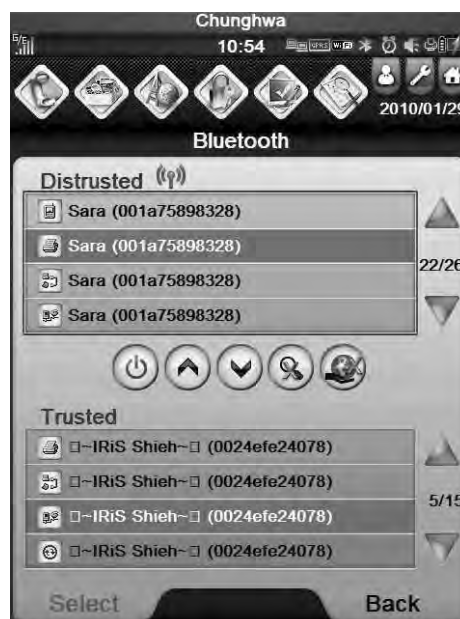 Chunghwa
10:54
2010/01/29
Bluetooth
Distrusted
Sara (001a75898328)
Sara (001a75898328)
22/26
Sara (001a75898328)
Sara (001a75898328)
Trusted
□~IRiS Shieh~□ (0024efe24078)
□~IRiS Shieh~□ (0024efe24078)
5/15
□~IRiS Shieh~□ (0024efe24078)
□~IRiS Shieh~□ (0024efe24078)
Select
Back